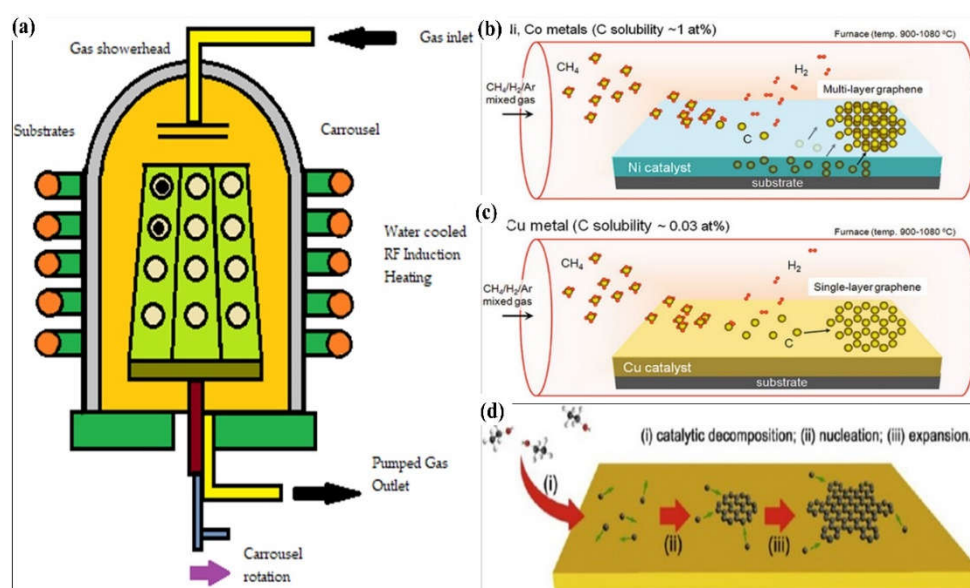 (a)
Gas showerhead
Gas inlet
Substrates
Carrousel
Water cooled
RF Induction
Heating
Pumped Gas
Outlet
Carrousel
rotation
(b)
Ii, Co metals (C solubility ~1 at%)
Furnace (temp. 900-1080 ºC)
CH₄
H₂
CH₄/H₂/Ar
mixed gas
Multi-layer graphene
C
Ni catalyst
substrate
(c)
Cu metal (C solubility ~ 0.03 at%)
Furnace (temp. 900-1080 ºC)
CH₄
H₂
CH₄/H₂/Ar
mixed gas
Single-layer graphene
C
Cu catalyst
substrate
(d)
(i) catalytic decomposition; (ii) nucleation; (iii) expansion.
(i)
(ii)
(iii)